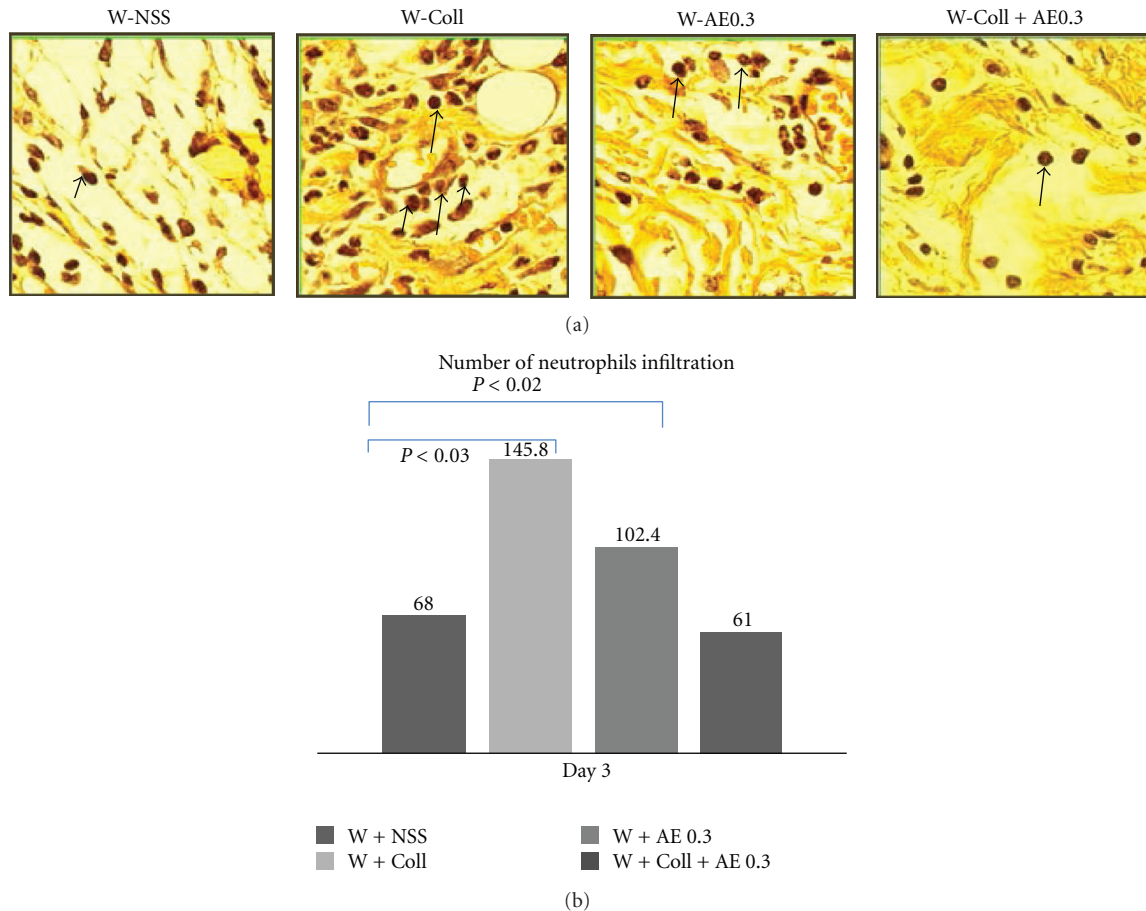 W-NSS
W-Coll
W-AE0.3
W-Coll + AE0.3
(a)
Number of neutrophils infiltration
P < 0.02
P < 0.03
145.8
102.4
68
61
Day 3
W + NSS
W + AE 0.3
W + Coll
W + Coll + AE 0.3
(b)